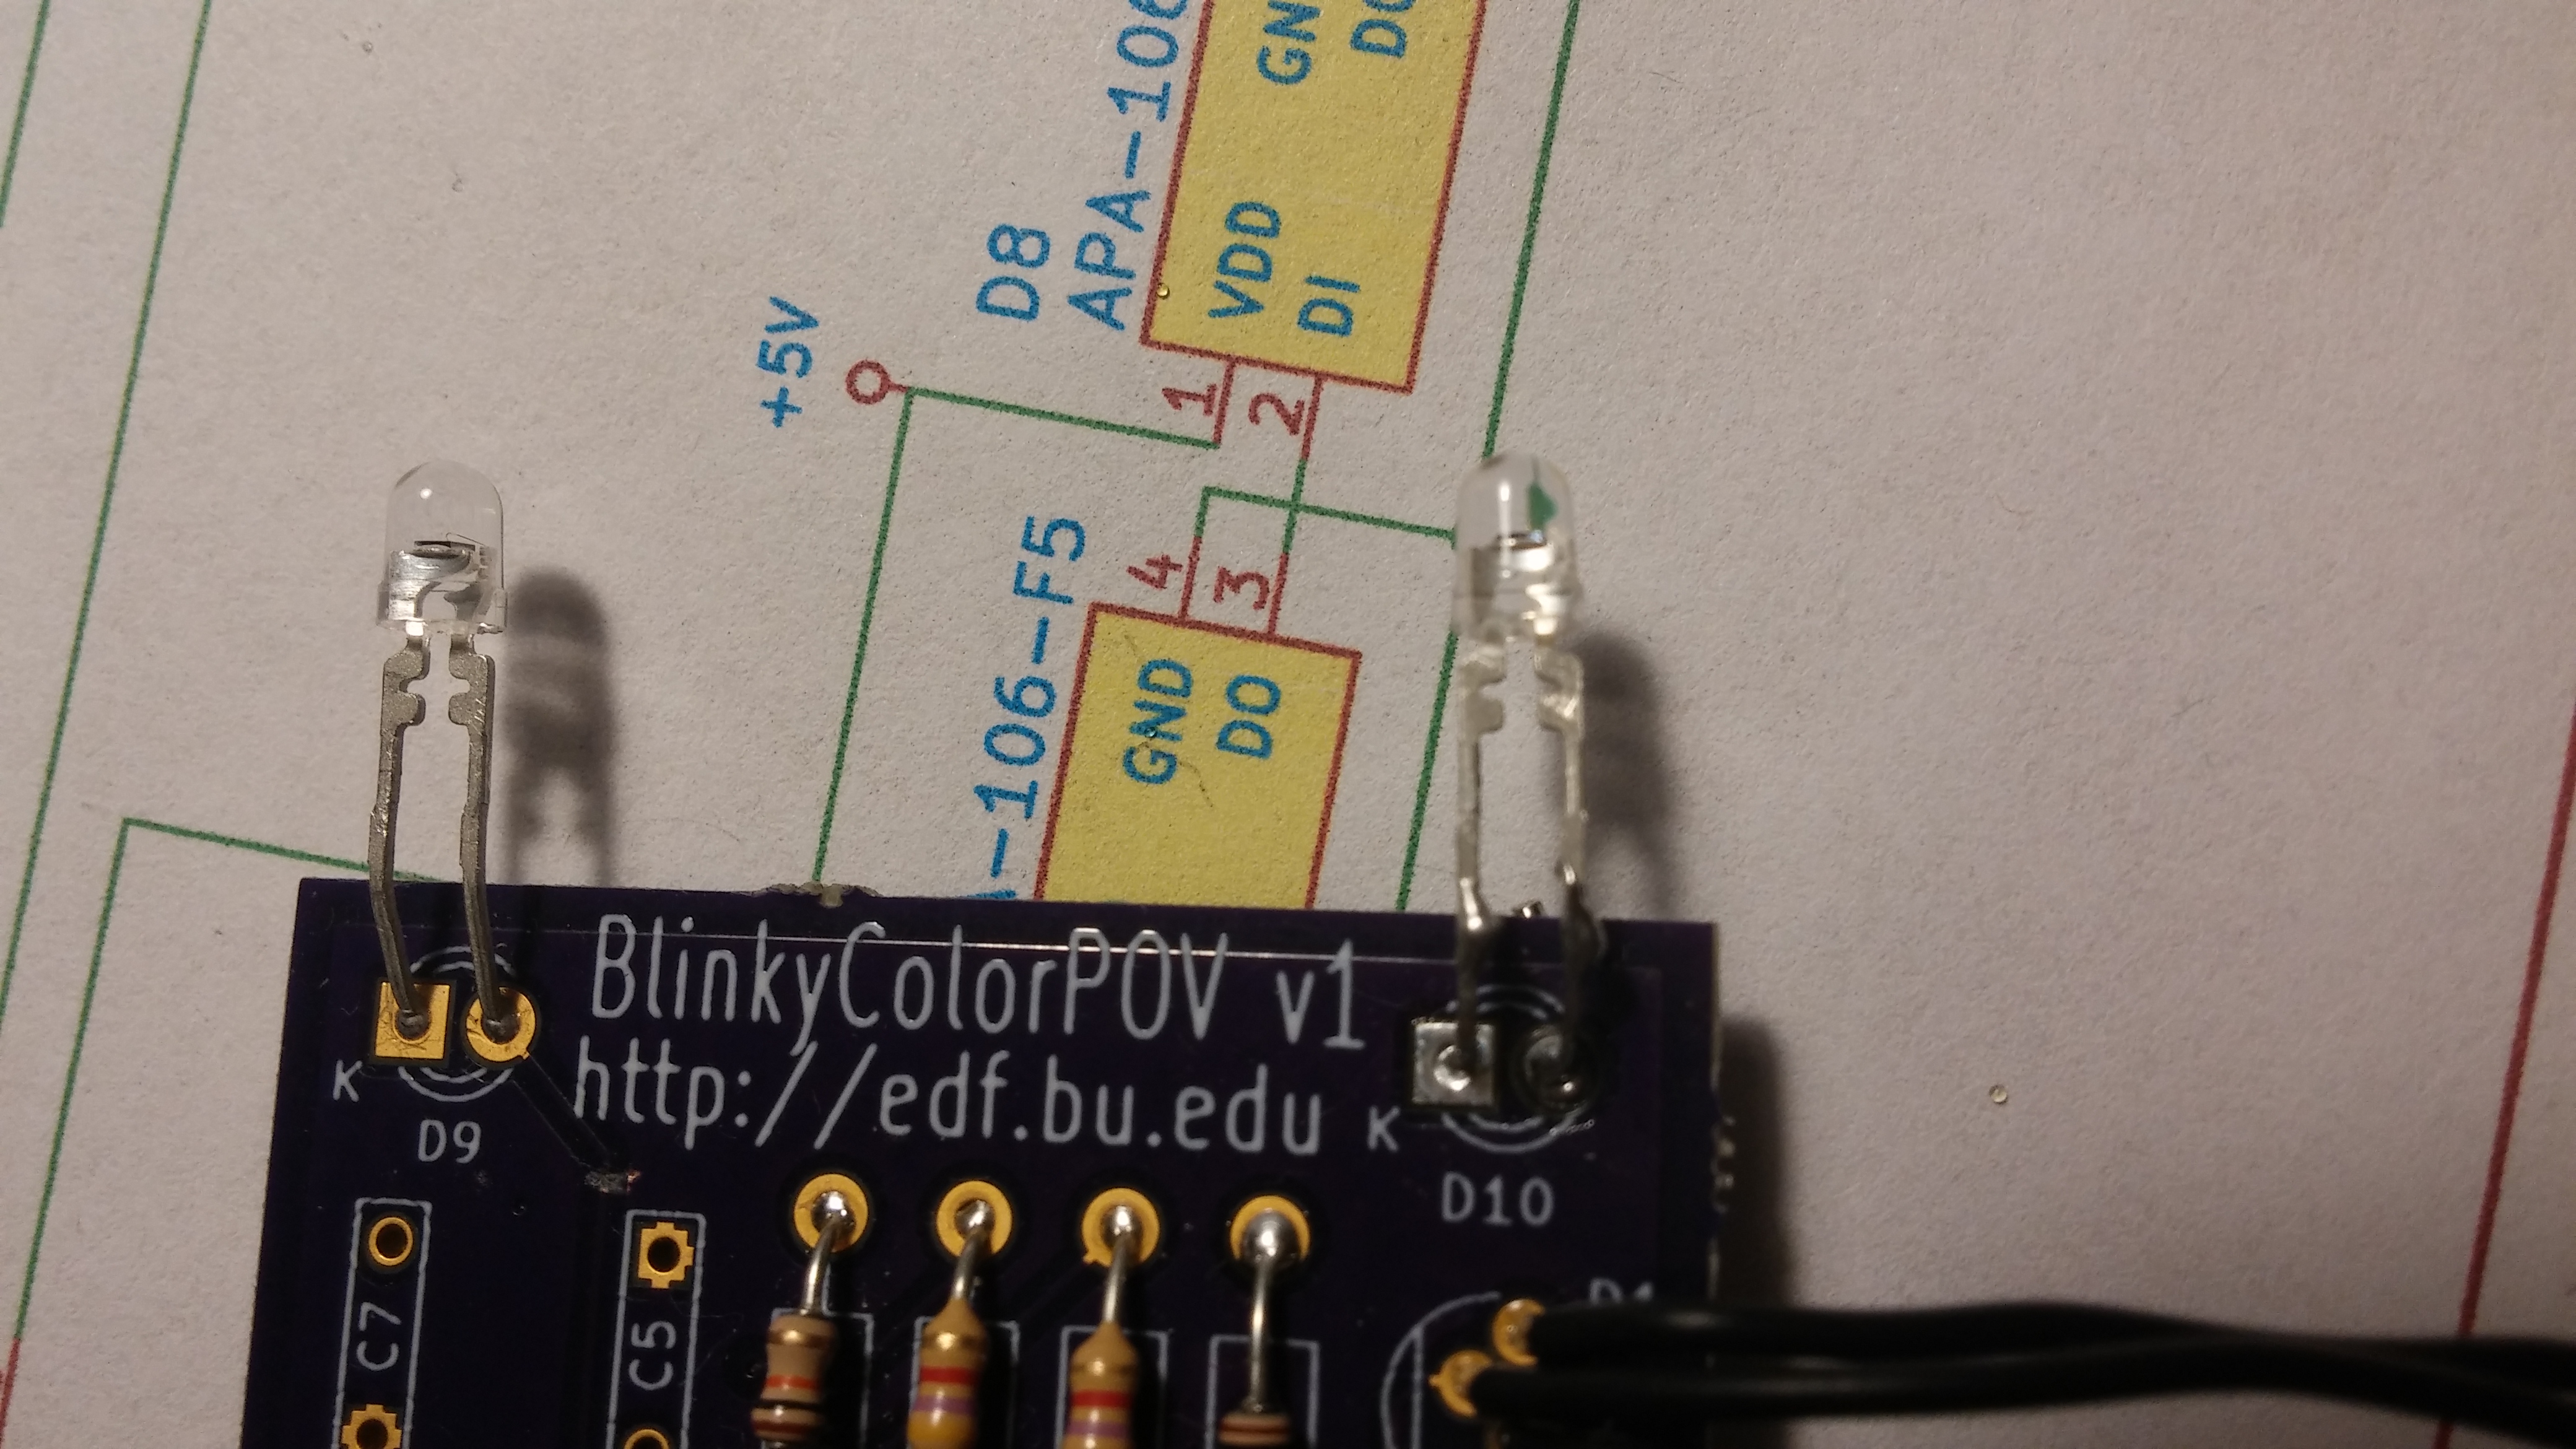 C5
C7
D10
D9
K
K
http://edf.bu.edu
BlinkyColorPOV v1
-106-F5
GND
DO
3
4
2
1
+5V
DI
VDD
D8
APA-106